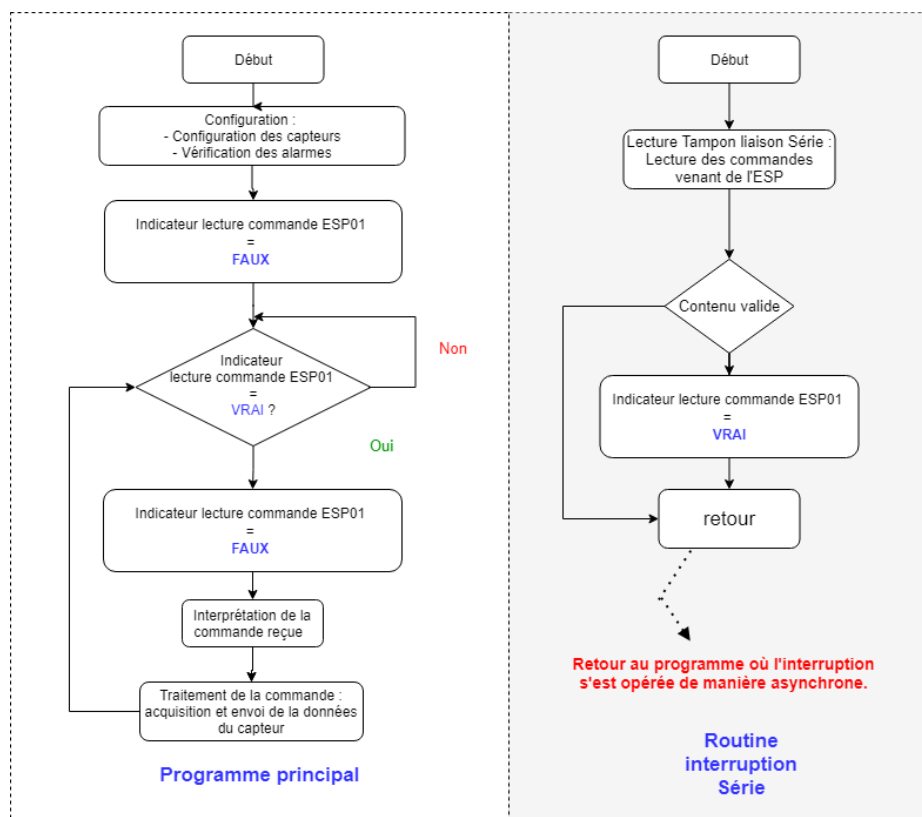 Début
Configuration :
- Configuration des capteurs
- Vérification des alarmes
Indicateur lecture commande ESP01
=
FAUX
Indicateur
lecture commande ESP01
=
VRAI ?
Non
Oui
Indicateur lecture commande ESP01
=
FAUX
Interprétation de la
commande reçue
Traitement de la commande :
acquisition et envoi de la données
du capteur
Programme principal
Début
Lecture Tampon liaison Série :
Lecture des commandes
venant de l'ESP
Contenu valide
Indicateur lecture commande ESP01
=
VRAI
retour
Retour au programme où l'interruption
s'est opérée de manière asynchrone.
Routine
interruption
Série